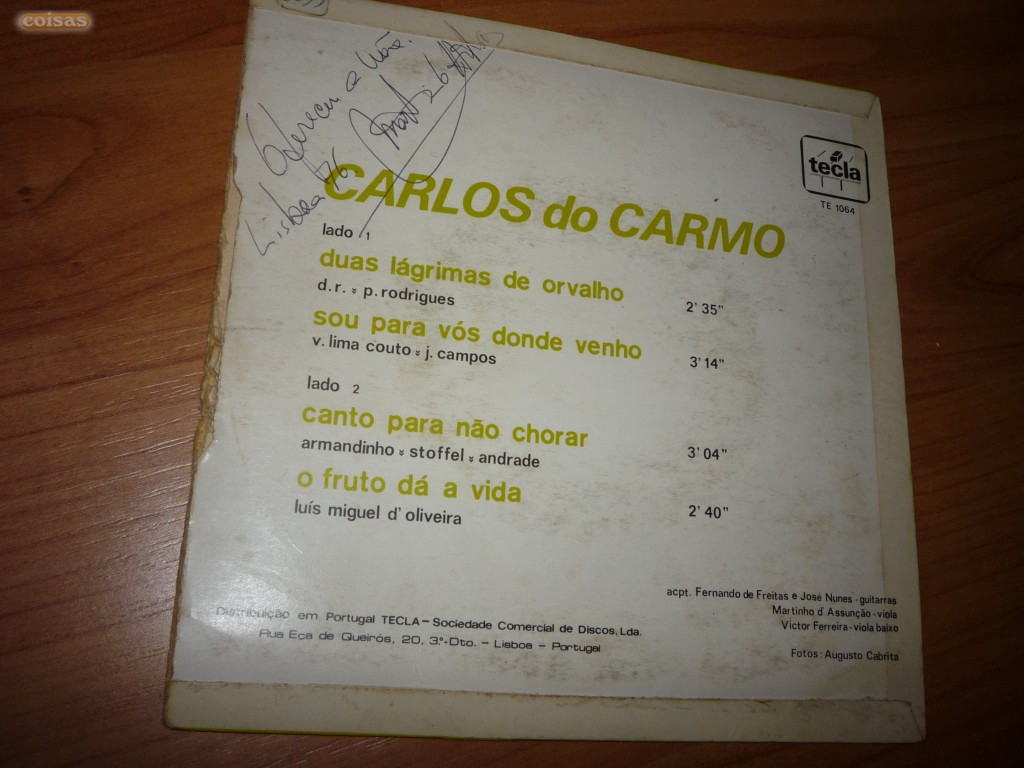 coisas
Lisboa 76
tecla
TE 1064
CARLOS do CARMO
lado 1
duas lágrimas de orvalho 2'35"
d.r. * p.rodrigues
sou para vós donde venho 3'14"
v. lima couto * j. campos
lado 2
canto para não chorar 3'04"
armandinho * stoffel * andrade
o fruto dá a vida 2'40"
luís miguel d'oliveira
acpt. Fernando de Freitas e José Nunes - guitarras
Martinho d'Assunção - viola
Victor Ferreira - viola baixo
Fotos: Augusto Cabrita
Distribuição em Portugal TECLA – Sociedade Comercial de Discos, Lda.
Rua Eça de Queirós, 20, 3.º-Dto. – Lisboa – Portugal